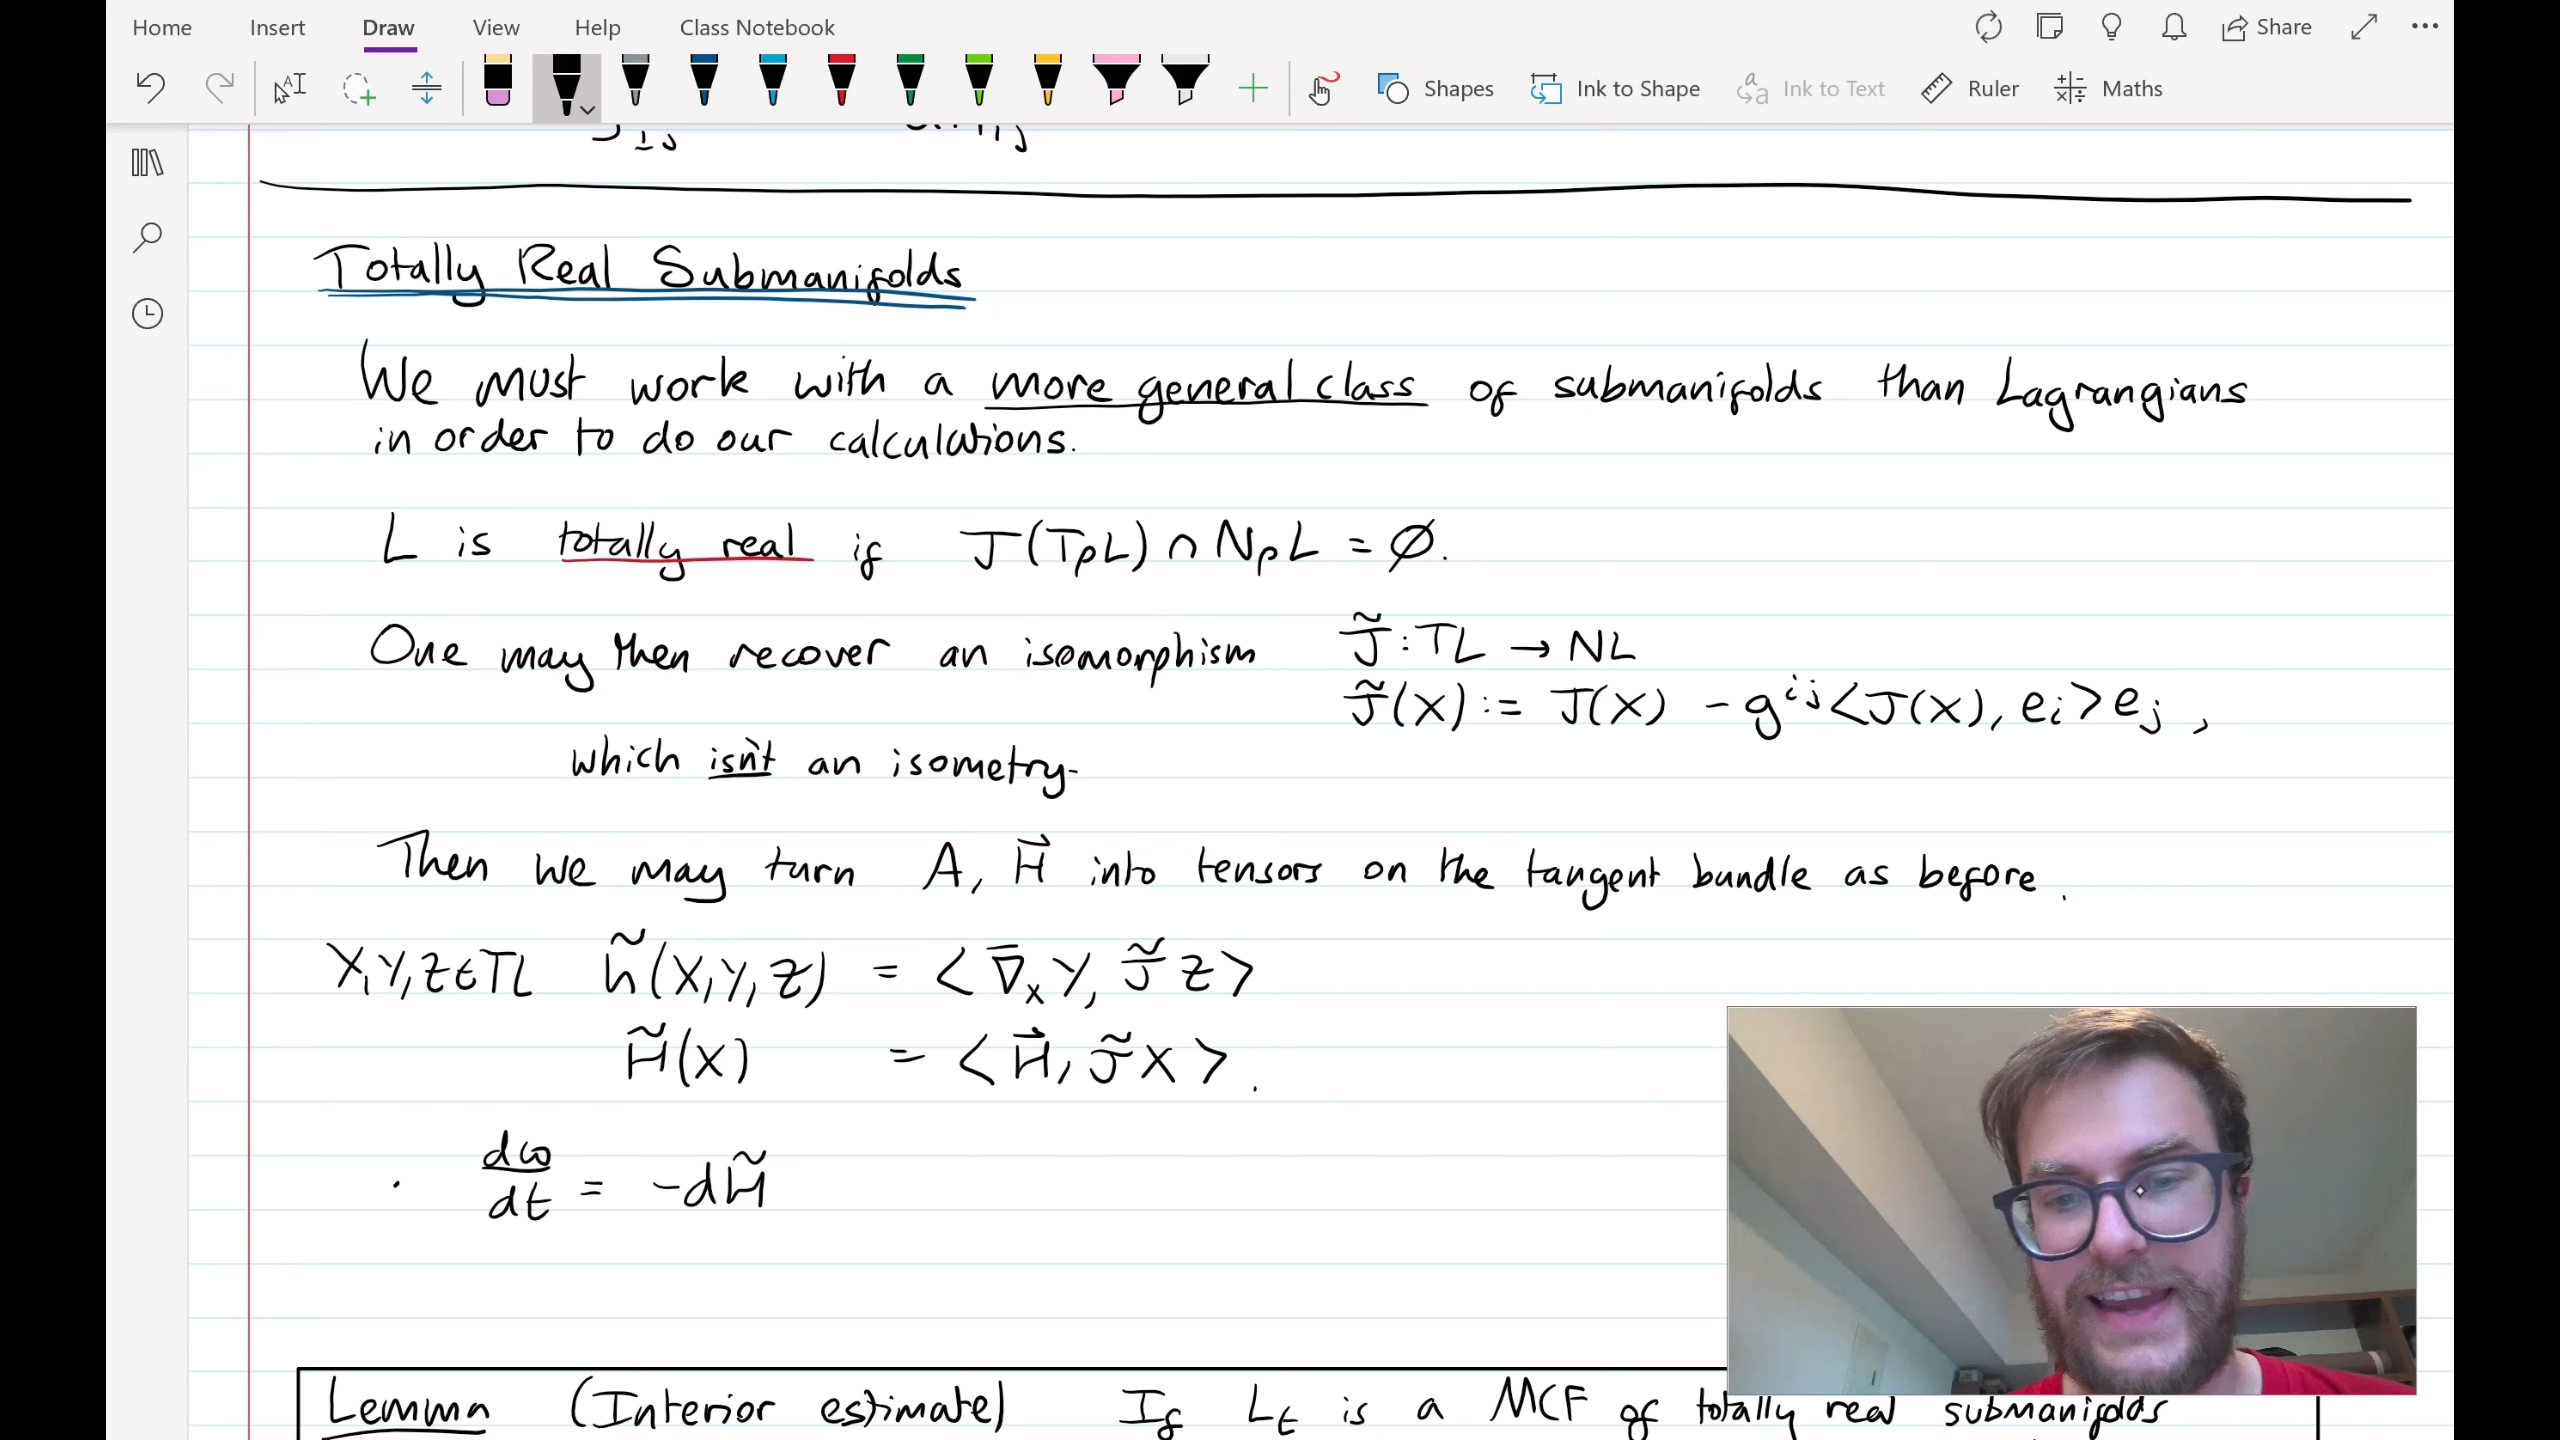 Home Insert Draw View Help Class Notebook Share
Shapes Ink to Shape Ink to Text Ruler Maths
Totally Real Submanifolds
We must work with a more general class of submanifolds than Lagrangians
in order to do our calculations.
L is totally real if J(TpL) ∩ NpL = ∅.
One may then recover an isomorphism J̃ : TL → NL
J̃(X) := J(X) - g^{ij}<J(X), e_i> e_j ,
which isn't an isometry.
Then we may turn A, H⃗ into tensors on the tangent bundle as before.
X,Y,Z ∈ TL h̃(X,Y,Z) = <∇̄_X Y, J̃ Z>
H̃(X) = <H⃗, J̃ X>.
· dω/dt = -dH̃
Lemma (Interior estimate) If L_t is a MCF of totally real submanifolds